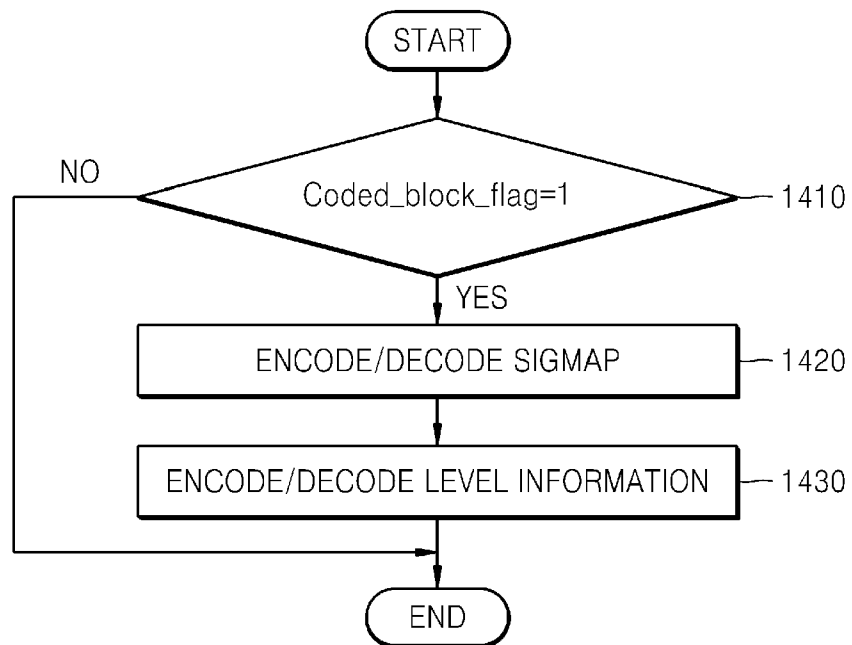 START
NO
Coded_block_flag=1
1410
YES
ENCODE/DECODE SIGMAP
1420
ENCODE/DECODE LEVEL INFORMATION
1430
END